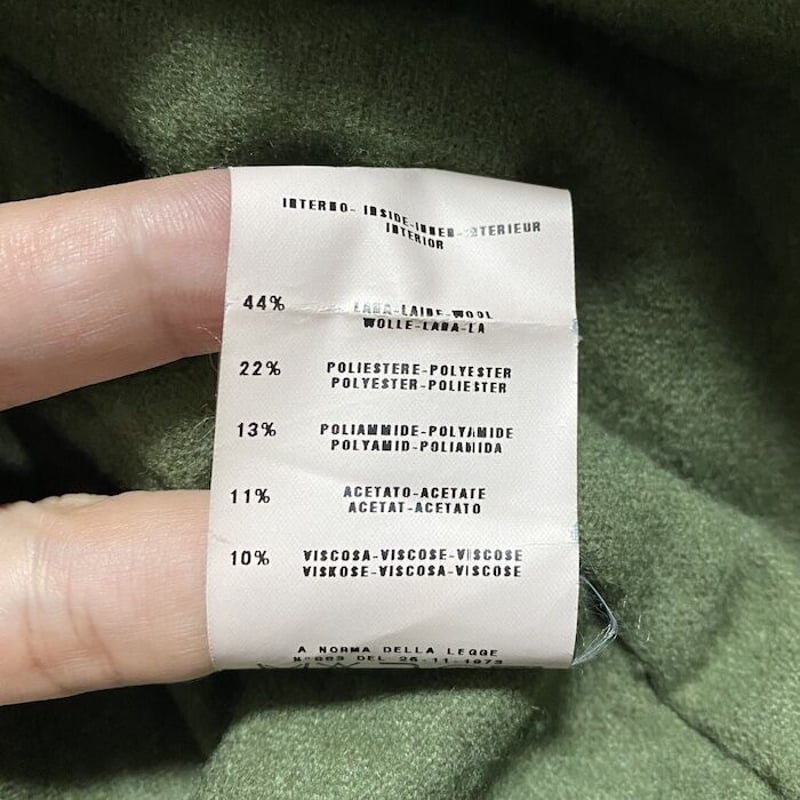 INTERNO- INSIDE-INNER-INTERIEUR
INTERIOR
44% LANA-LAINE-WOOL
WOLLE-LANA-LA
22% POLIESTERE-POLYESTER
POLYESTER-POLIESTER
13% POLIAMMIDE-POLYAMIDE
POLYAMID-POLIAMIDA
11% ACETATO-ACETATE
ACETAT-ACETATO
10% VISCOSA-VISCOSE-VISCOSE
VISKOSE-VISCOSA-VISCOSE
A NORMA DELLA LEGGE
N°883 DEL 26-11-1973